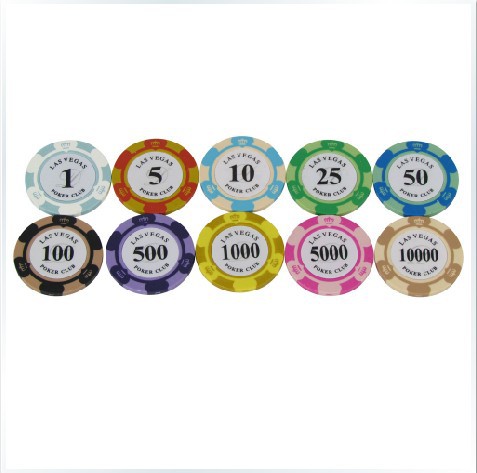 LAS VEGAS
1
POKER CLUB
LAS VEGAS
5
POKER CLUB
LAS VEGAS
10
POKER CLUB
LAS VEGAS
25
POKER CLUB
LAS VEGAS
50
POKER CLUB
LAS VEGAS
100
POKER CLUB
LAS VEGAS
500
POKER CLUB
LAS VEGAS
1000
POKER CLUB
LAS VEGAS
5000
POKER CLUB
LAS VEGAS
10000
POKER CLUB